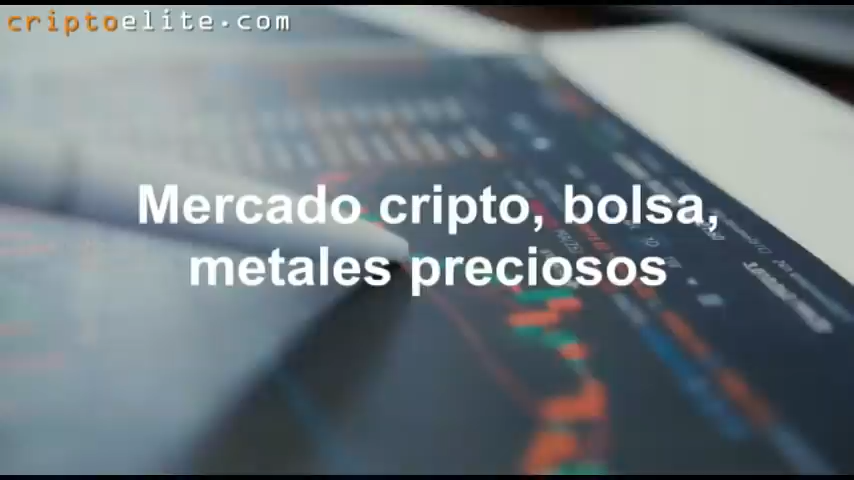 criptoelite.com
Mercado cripto, bolsa,
metales preciosos